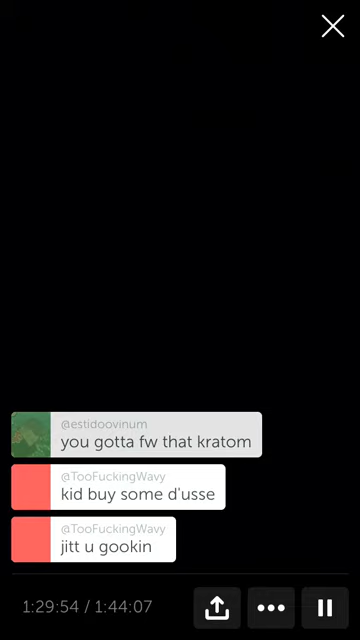 @estidoovinum
you gotta fw that kratom
@TooFuckingWavy
kid buy some d'usse
@TooFuckingWavy
jitt u gookin
1:29:54 / 1:44:07